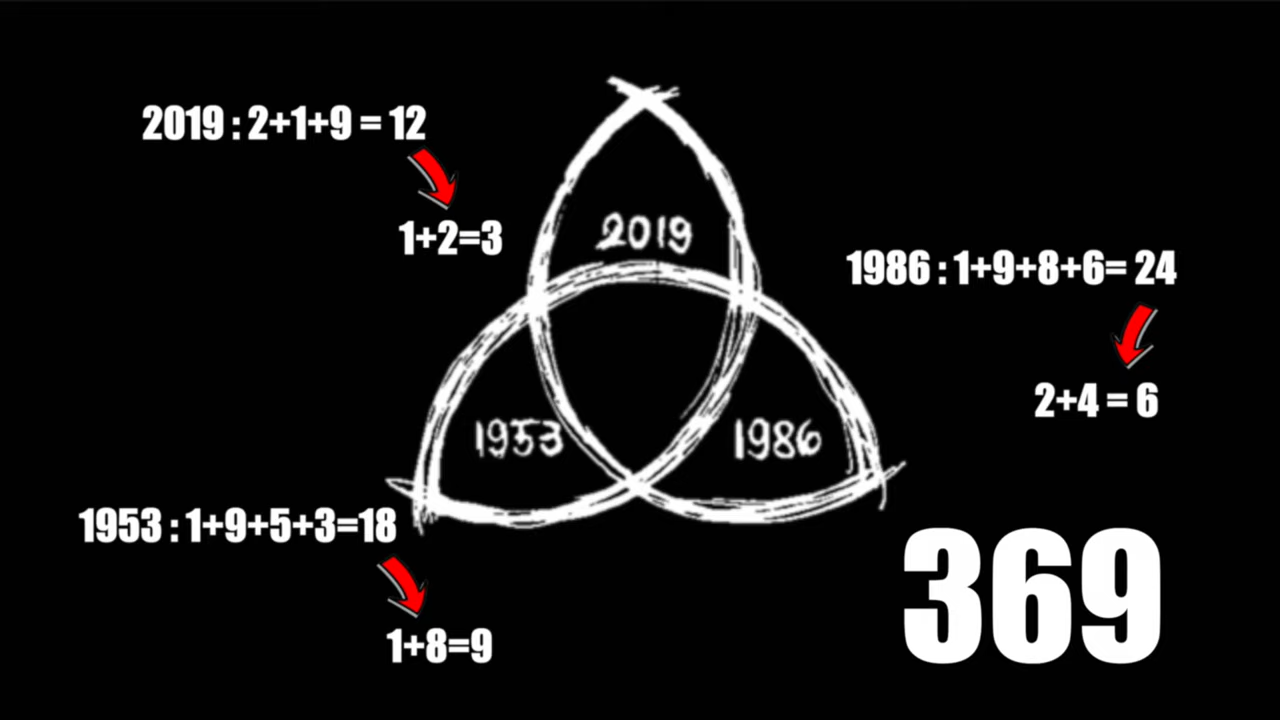 2019 : 2+1+9 = 12
1+2=3
2019
1986 : 1+9+8+6= 24
2+4 = 6
1953
1986
1953 : 1+9+5+3=18
1+8=9
369